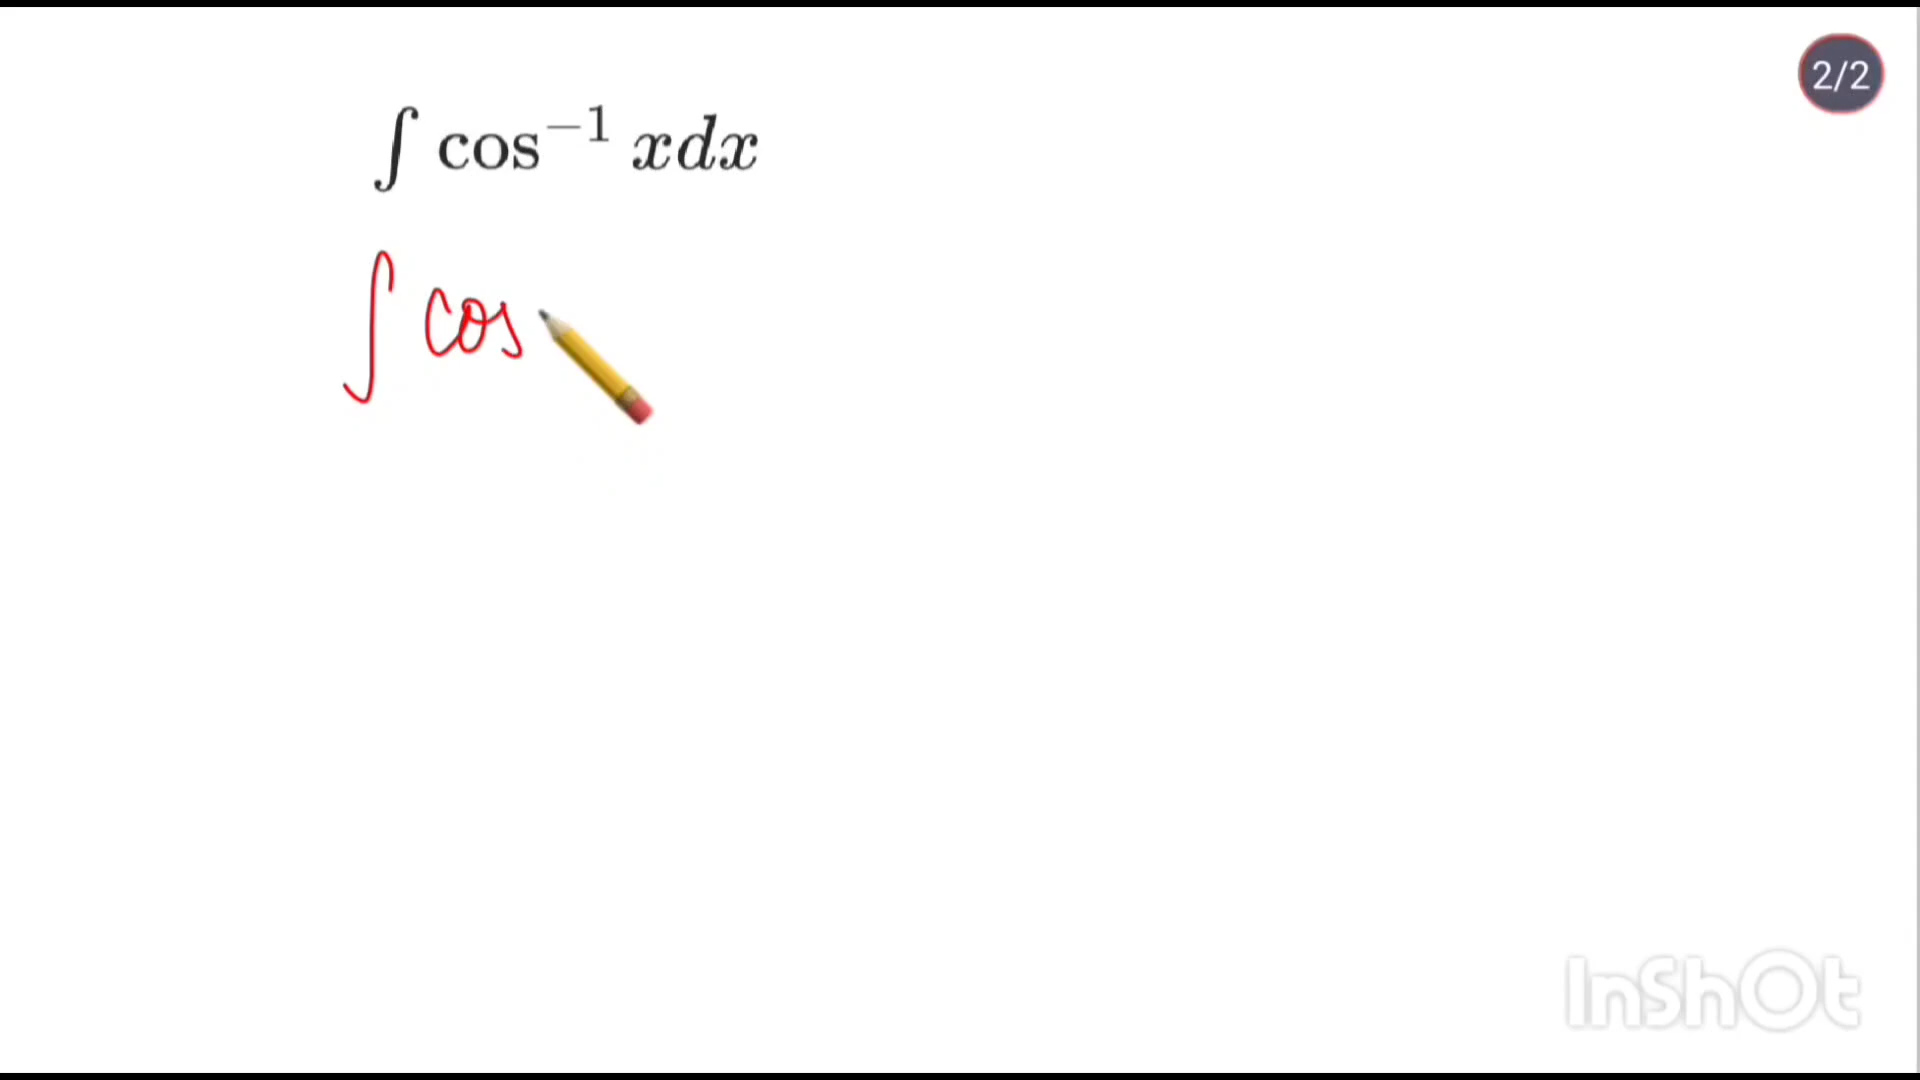 2/2
∫ cos⁻¹ xdx
∫ cos
InShOt